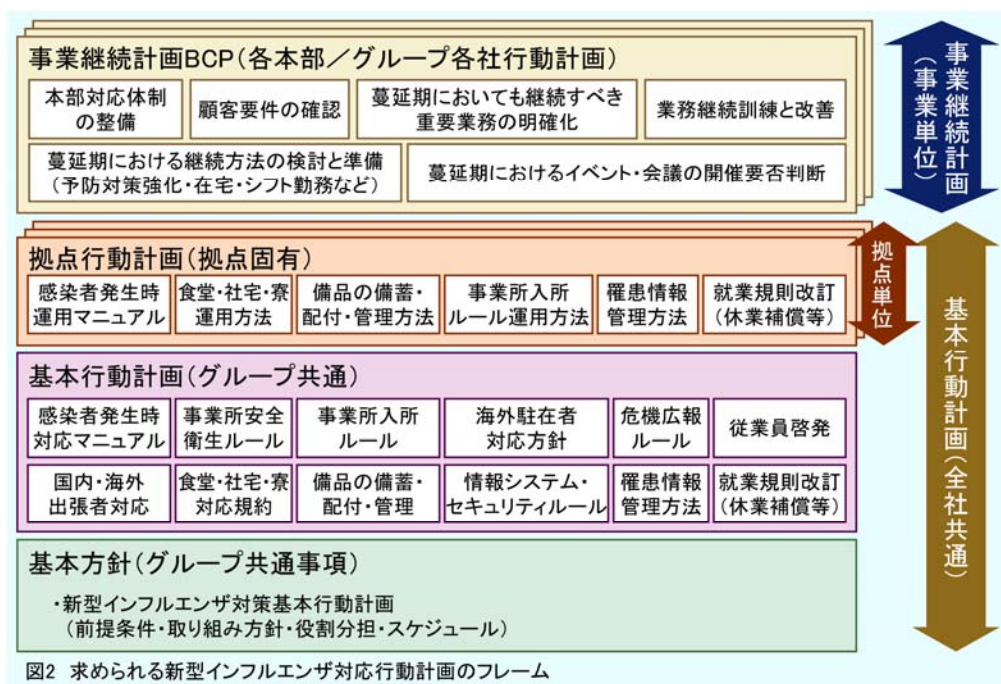 事業継続計画BCP(各本部/グループ各社行動計画)
本部対応体制
の整備
顧客要件の確認
蔓延期においても継続すべき
重要業務の明確化
業務継続訓練と改善
蔓延期における継続方法の検討と準備
(予防対策強化・在宅・シフト勤務など)
蔓延期におけるイベント・会議の開催要否判断
事業継続計画
(事業単位)
拠点行動計画(拠点固有)
感染者発生時
運用マニュアル
食堂・社宅・寮
運用方法
備品の備蓄・
配付・管理方法
事業所入所
ルール運用方法
罹患情報
管理方法
就業規則改訂
(休業補償等)
拠点単位
基本行動計画(グループ共通)
感染者発生時
対応マニュアル
事業所安全
衛生ルール
事業所入所
ルール
海外駐在者
対応方針
危機広報
ルール
従業員啓発
国内・海外
出張者対応
食堂・社宅・寮
対応規約
備品の備蓄・
配付・管理
情報システム・
セキュリティルール
罹患情報
管理方法
就業規則改訂
(休業補償等)
基本行動計画(全社共通)
基本方針(グループ共通事項)
・新型インフルエンザ対策基本行動計画
(前提条件・取り組み方針・役割分担・スケジュール)
図2 求められる新型インフルエンザ対応行動計画のフレーム